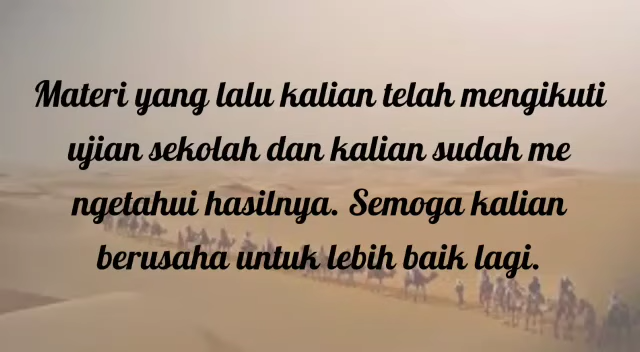 Materi yang lalu kalian telah mengikuti
ujian sekolah dan kalian sudah me
ngetahui hasilnya. Semoga kalian
berusaha untuk lebih baik lagi.